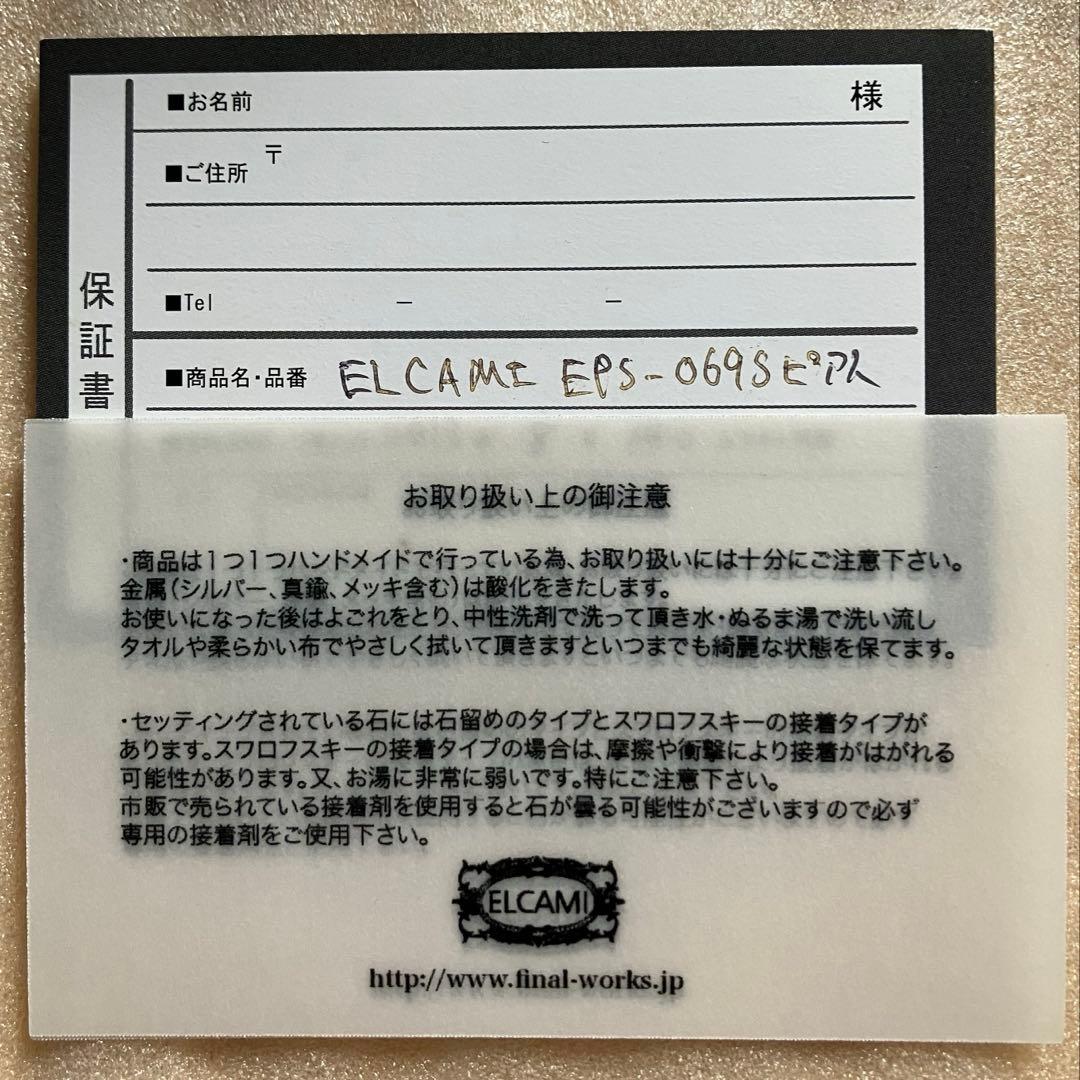 ■お名前 様
■ご住所 〒
■Tel － －
保証書
■商品名・品番 ELCAMI EPS-069S ピアス
お取り扱い上の御注意
・商品は１つ１つハンドメイドで行っている為、お取り扱いには十分にご注意下さい。
金属（シルバー、真鍮、メッキ含む）は酸化をきたします。
お使いになった後はよごれをとり、中性洗剤で洗って頂き水・ぬるま湯で洗い流し
タオルや柔らかい布でやさしく拭いて頂きますといつまでも綺麗な状態を保てます。
・セッティングされている石には石留めのタイプとスワロフスキーの接着タイプが
あります。スワロフスキーの接着タイプの場合は、摩擦や衝撃により接着がはがれる
可能性があります。又、お湯に非常に弱いです。特にご注意下さい。
市販で売られている接着剤を使用すると石が曇る可能性がございますので必ず
専用の接着剤をご使用下さい。
ELCAMI
http://www.final-works.jp